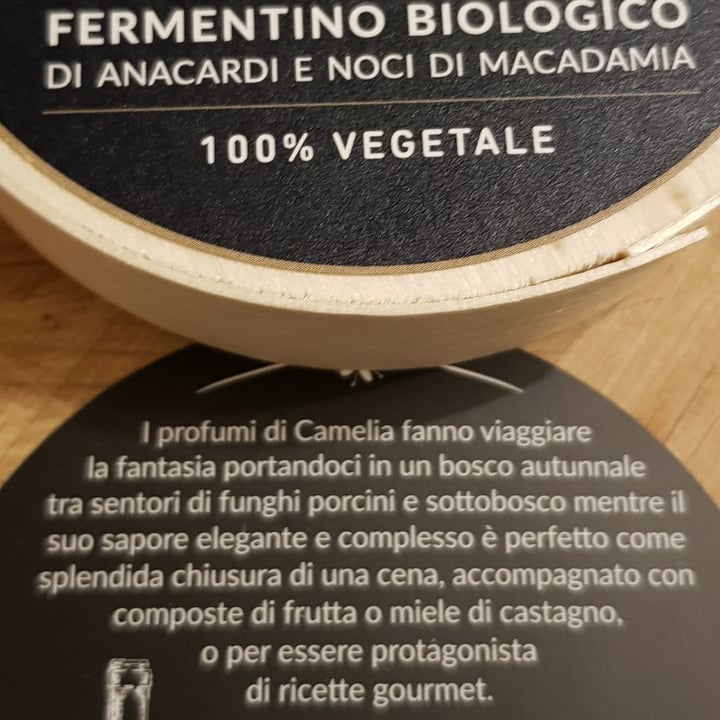 FERMENTINO BIOLOGICO
DI ANACARDI E NOCI DI MACADAMIA
100% VEGETALE
I profumi di Camelia fanno viaggiare
la fantasia portandoci in un bosco autunnale
tra sentori di funghi porcini e sottobosco mentre il
suo sapore elegante e complesso è perfetto come
splendida chiusura di una cena, accompagnato con
composte di frutta o miele di castagno,
o per essere protagonista
di ricette gourmet.